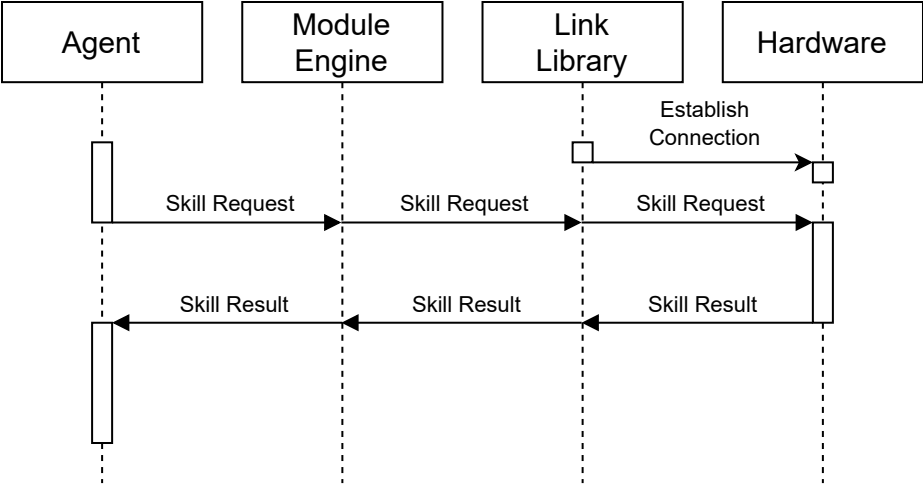 Agent
Module
Engine
Link
Library
Hardware
Establish
Connection
Skill Request
Skill Request
Skill Request
Skill Result
Skill Result
Skill Result